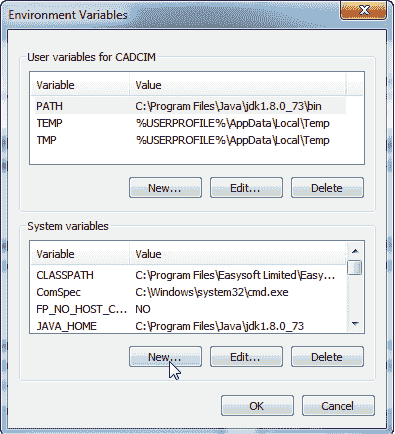 Environment Variables
User variables for CADCIM
Variable Value
PATH C:\Program Files\Java\jdk1.8.0_73\bin
TEMP %USERPROFILE%\AppData\Local\Temp
TMP %USERPROFILE%\AppData\Local\Temp
New... Edit... Delete
System variables
Variable Value
CLASSPATH C:\Program Files\Easysoft Limited\Easy...
ComSpec C:\Windows\system32\cmd.exe
FP_NO_HOST_C... NO
JAVA_HOME C:\Program Files\Java\jdk1.8.0_73
New... Edit... Delete
OK Cancel